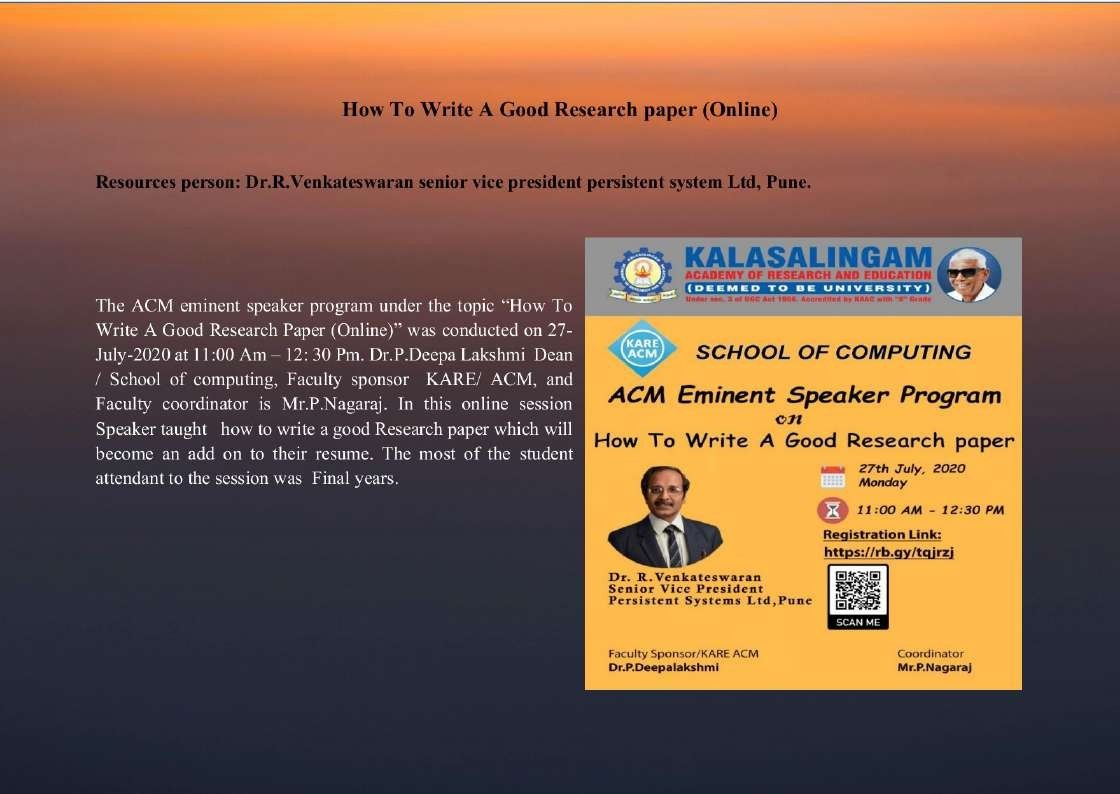 How To Write A Good Research paper (Online)
Resources person: Dr.R.Venkateswaran senior vice president persistent system Ltd, Pune.
The ACM eminent speaker program under the topic “How To
Write A Good Research Paper (Online)” was conducted on 27-
July-2020 at 11:00 Am – 12: 30 Pm. Dr.P.Deepa Lakshmi Dean
/ School of computing, Faculty sponsor KARE/ ACM, and
Faculty coordinator is Mr.P.Nagaraj. In this online session
Speaker taught how to write a good Research paper which will
become an add on to their resume. The most of the student
attendant to the session was Final years.
KALASALINGAM
ACADEMY OF RESEARCH AND EDUCATION
(DEEMED TO BE UNIVERSITY)
Under sec. 3 of UGC Act 1956. Accredited by NAAC with "A" Grade
KARE
ACM
SCHOOL OF COMPUTING
ACM Eminent Speaker Program
on
How To Write A Good Research paper
27th July, 2020
Monday
11:00 AM - 12:30 PM
Registration Link:
https://rb.gy/tqjrzj
SCAN ME
Dr. R.Venkateswaran
Senior Vice President
Persistent Systems Ltd,Pune
Faculty Sponsor/KARE ACM
Dr.P.Deepalakshmi
Coordinator
Mr.P.Nagaraj